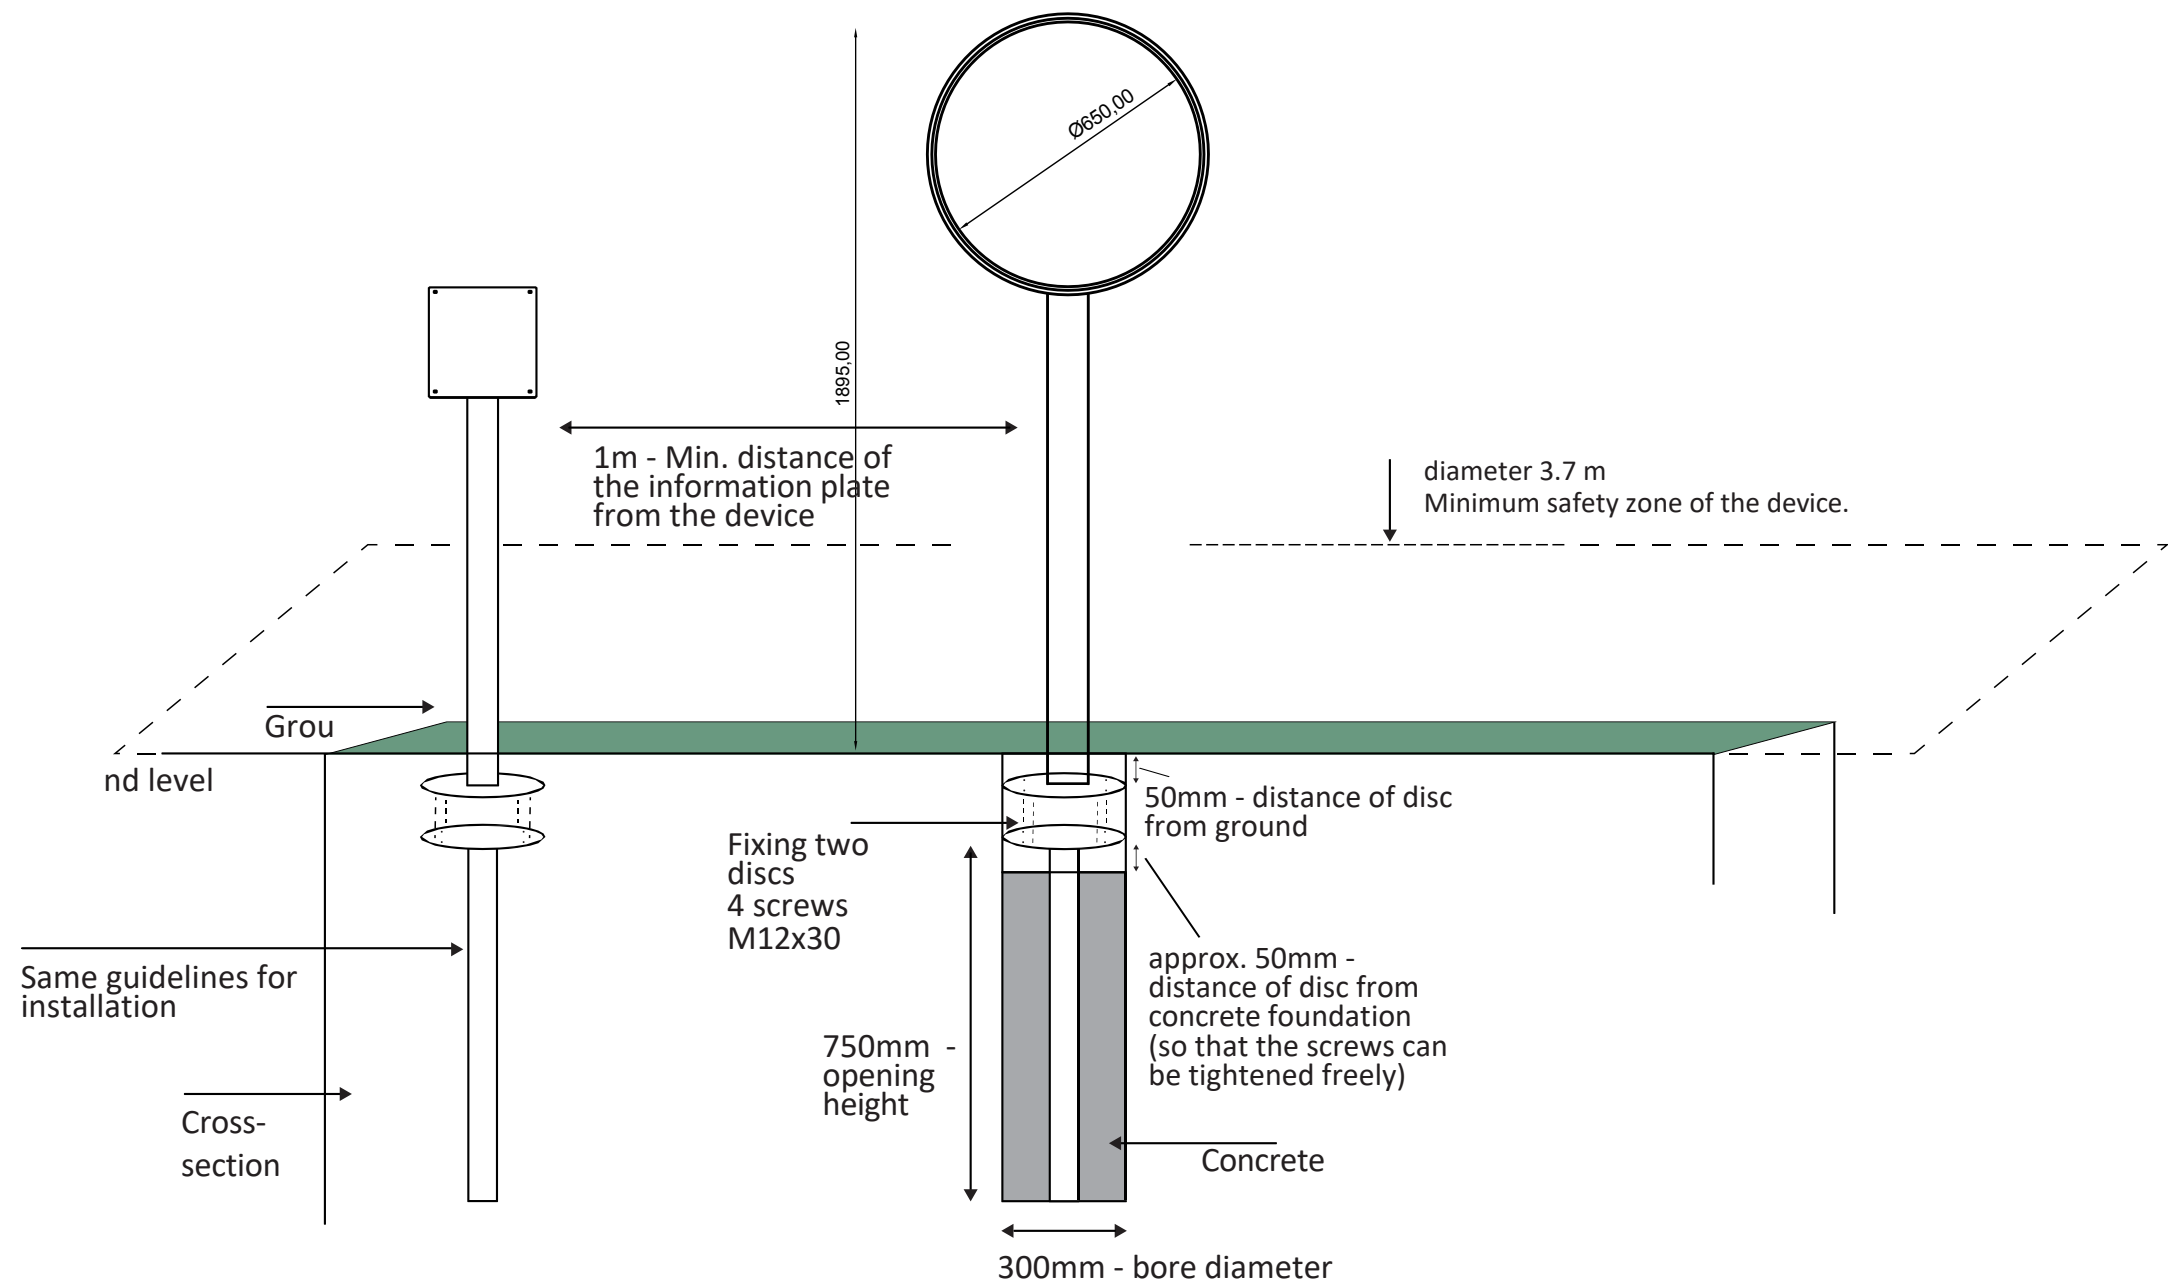 Ø650,00
1895,00
1m - Min. distance of
the information plate
from the device
diameter 3.7 m
Minimum safety zone of the device.
Grou
nd level
50mm - distance of disc
from ground
Fixing two
discs
4 screws
M12x30
Same guidelines for
installation
approx. 50mm -
distance of disc from
concrete foundation
(so that the screws can
be tightened freely)
750mm -
opening
height
Cross-
section
Concrete
300mm - bore diameter